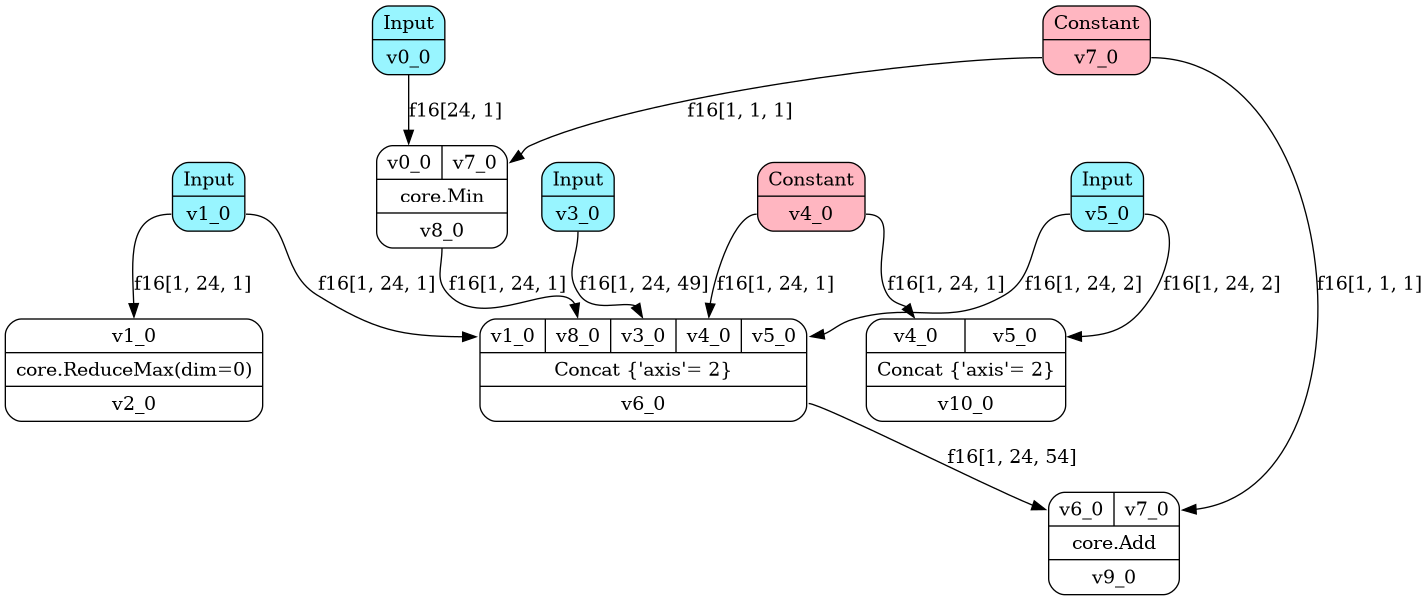 Input
v0_0
Constant
v7_0
f16[24, 1]
f16[1, 1, 1]
v0_0 v7_0
core.Min
v8_0
Input
v1_0
Input
v3_0
Constant
v4_0
Input
v5_0
f16[1, 24, 1]
f16[1, 24, 1]
f16[1, 24, 1]
f16[1, 24, 49]
f16[1, 24, 1]
f16[1, 24, 1]
f16[1, 24, 2]
f16[1, 24, 2]
f16[1, 1, 1]
v1_0
core.ReduceMax(dim=0)
v2_0
v1_0 v8_0 v3_0 v4_0 v5_0
Concat {'axis'= 2}
v6_0
v4_0 v5_0
Concat {'axis'= 2}
v10_0
f16[1, 24, 54]
v6_0 v7_0
core.Add
v9_0